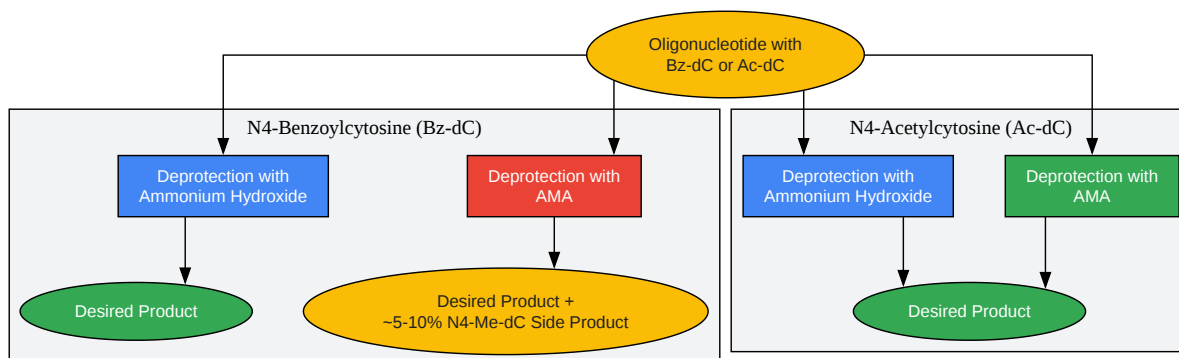 Oligonucleotide with
Bz-dC or Ac-dC
N4-Benzoylcytosine (Bz-dC)
Deprotection with
Ammonium Hydroxide
Deprotection with
AMA
Desired Product
Desired Product +
~5-10% N4-Me-dC Side Product
N4-Acetylcytosine (Ac-dC)
Deprotection with
Ammonium Hydroxide
Deprotection with
AMA
Desired Product